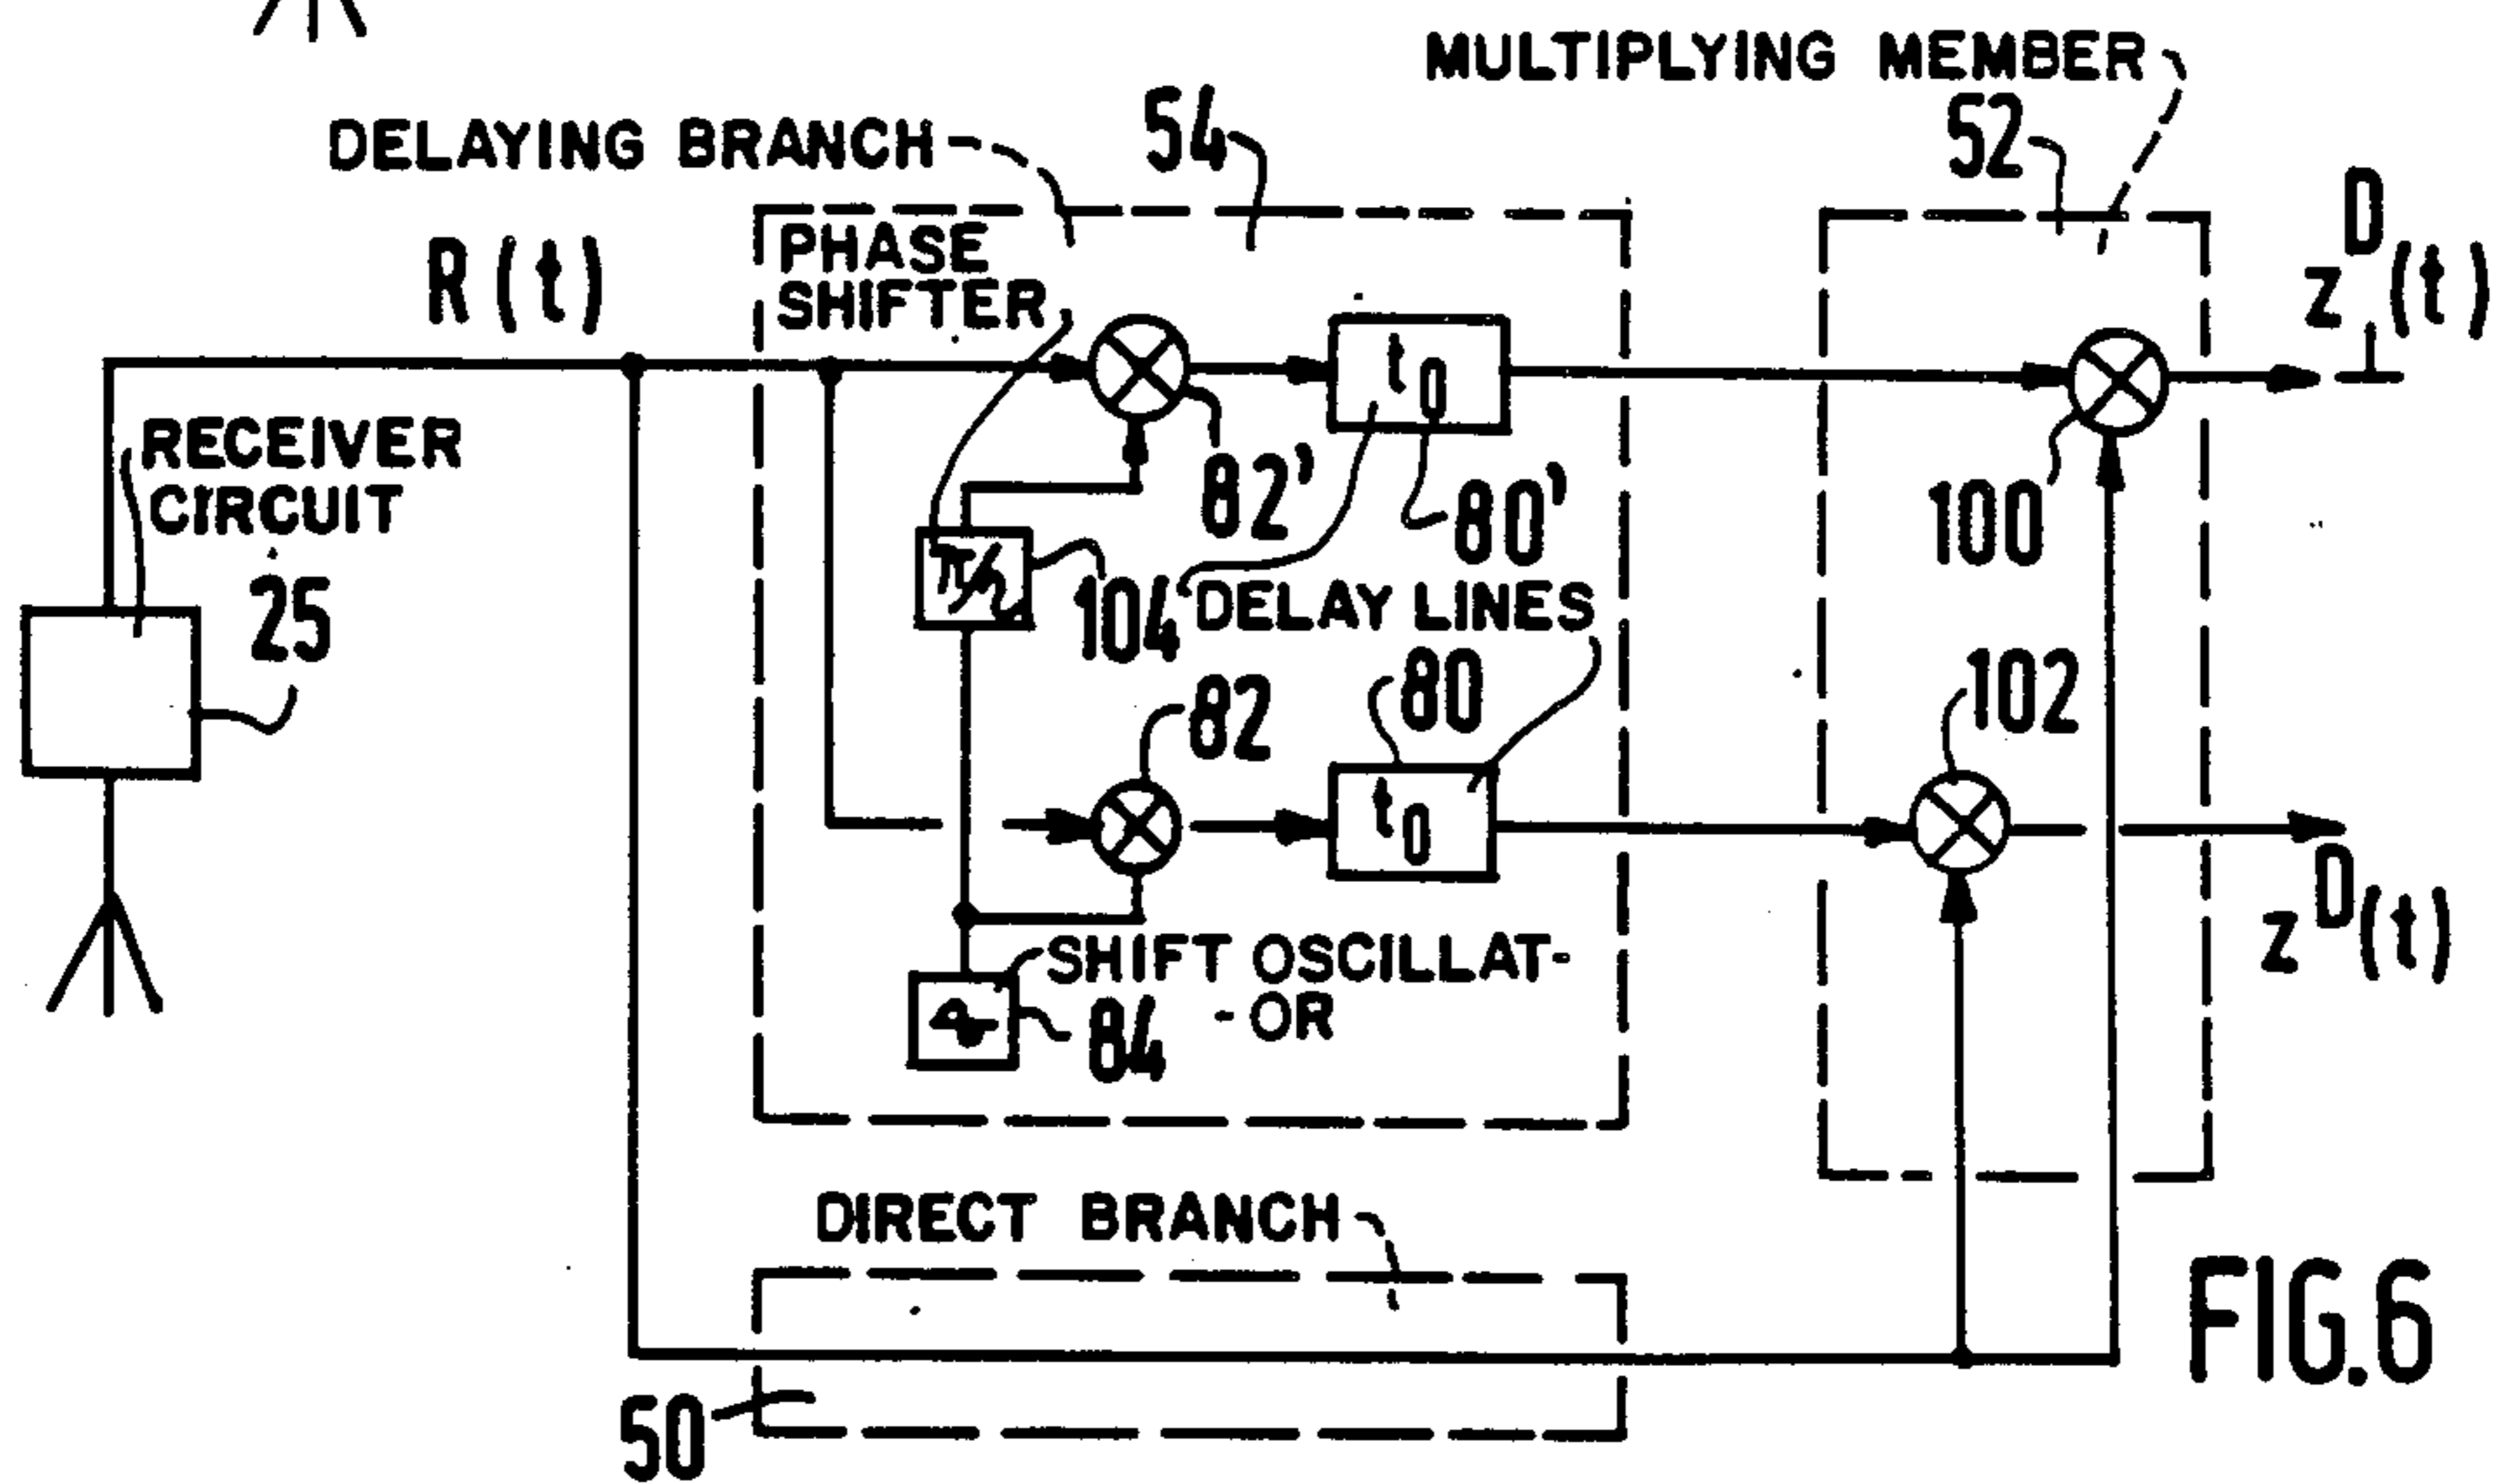 MULTIPLYING MEMBER
DELAYING BRANCH
54
52
R(t)
PHASE
SHIFTER
zD(t)
⊥
t0
RECEIVER
CIRCUIT
82'
80'
100
π/2
104
DELAY LINES
25
82
80
102
t0
zD(t)
SHIFT OSCILLAT-
-OR
84
DIRECT BRANCH
50
FIG.6